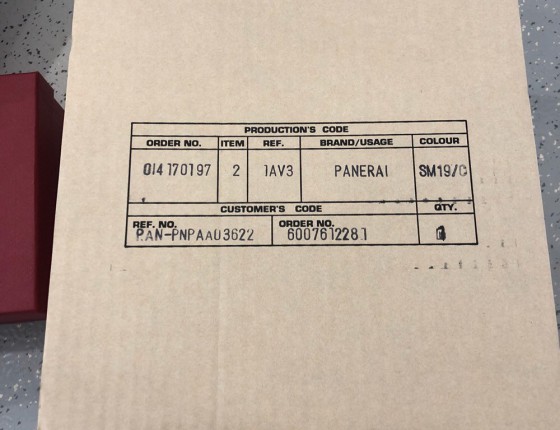 PRODUCTION'S CODE
ORDER NO. ITEM REF. BRAND/USAGE COLOUR
014170197 2 1AV3 PANERAI SM19/C
CUSTOMER'S CODE QTY.
REF. NO. ORDER NO.
PAN-PNPAA03622 6007612281